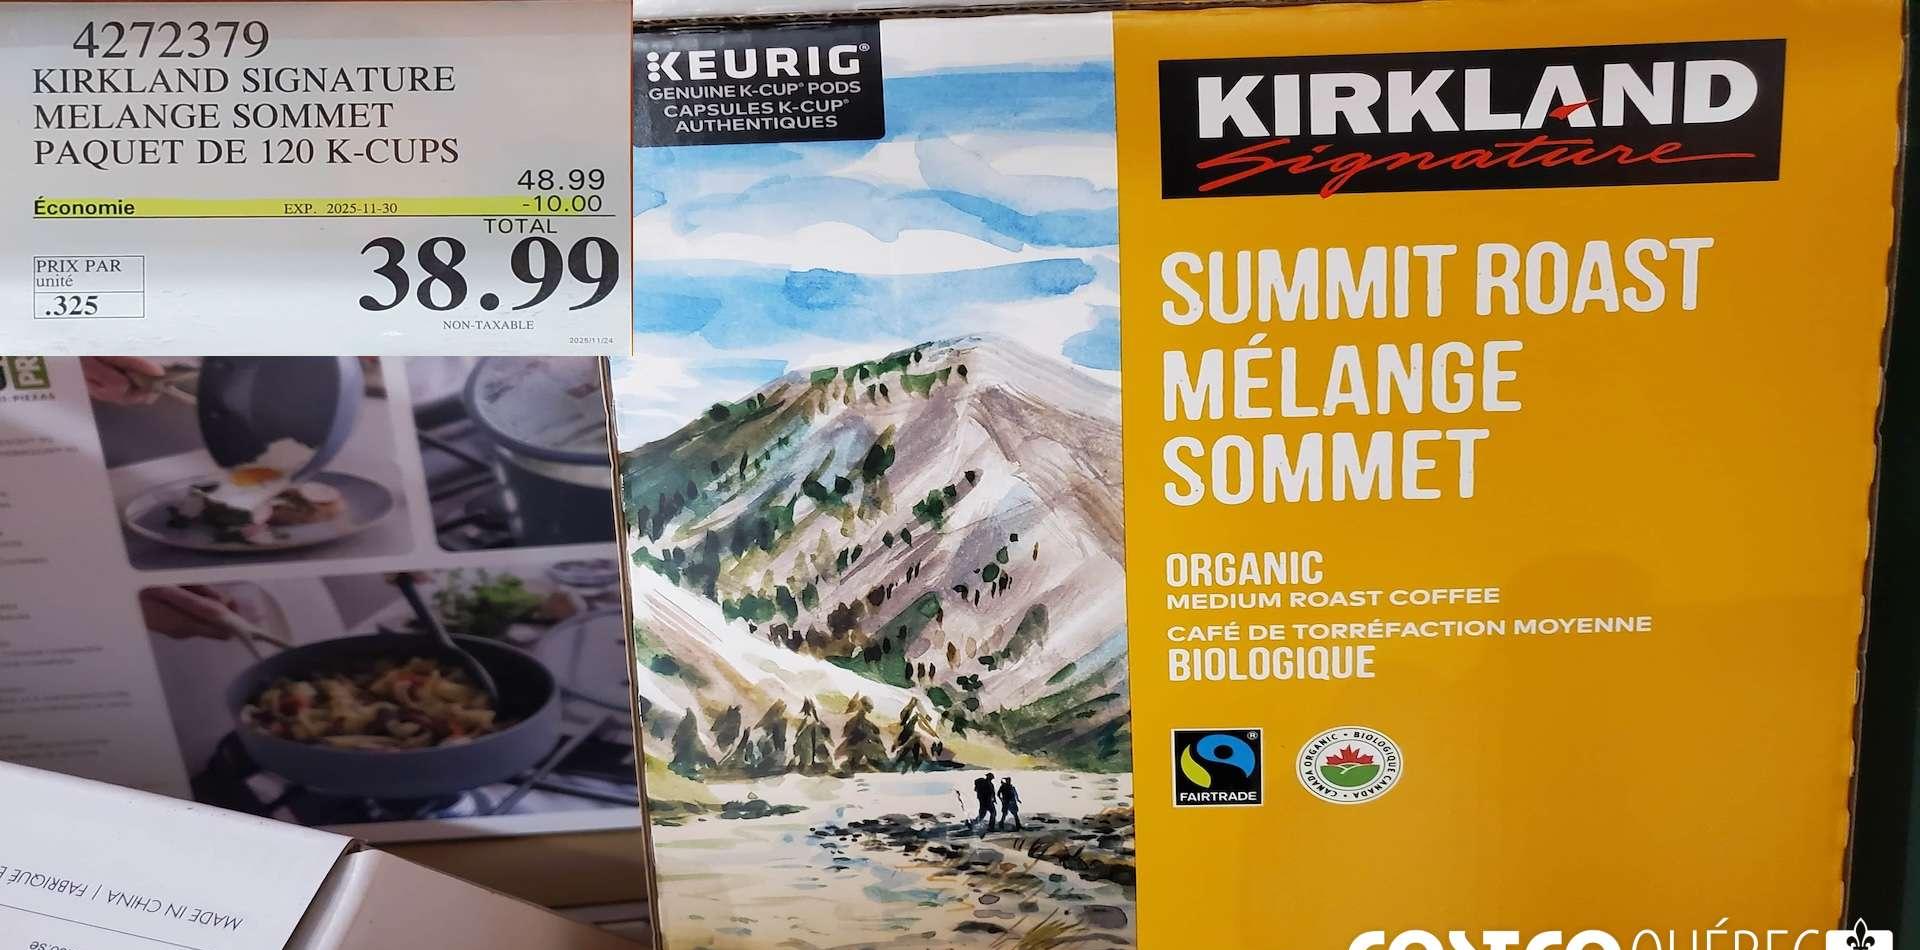 4272379
KIRKLAND SIGNATURE
MELANGE SOMMET
PAQUET DE 120 K-CUPS
48.99
Économie EXP. 2025-11-30 -10.00
TOTAL
38.99
PRIX PAR
unité
.325
NON-TAXABLE
2025/11/24
KEURIG®
GENUINE K-CUP® PODS
CAPSULES K-CUP®
AUTHENTIQUES
KIRKLAND
Signature
SUMMIT ROAST
MÉLANGE
SOMMET
ORGANIC
MEDIUM ROAST COFFEE
CAFÉ DE TORRÉFACTION MOYENNE
BIOLOGIQUE
FAIRTRADE
®
CANADA ORGANIC • BIOLOGIQUE CANADA •
PR
MADE IN CHINA | FABRIQUÉ
COSTCO QUÉBEC